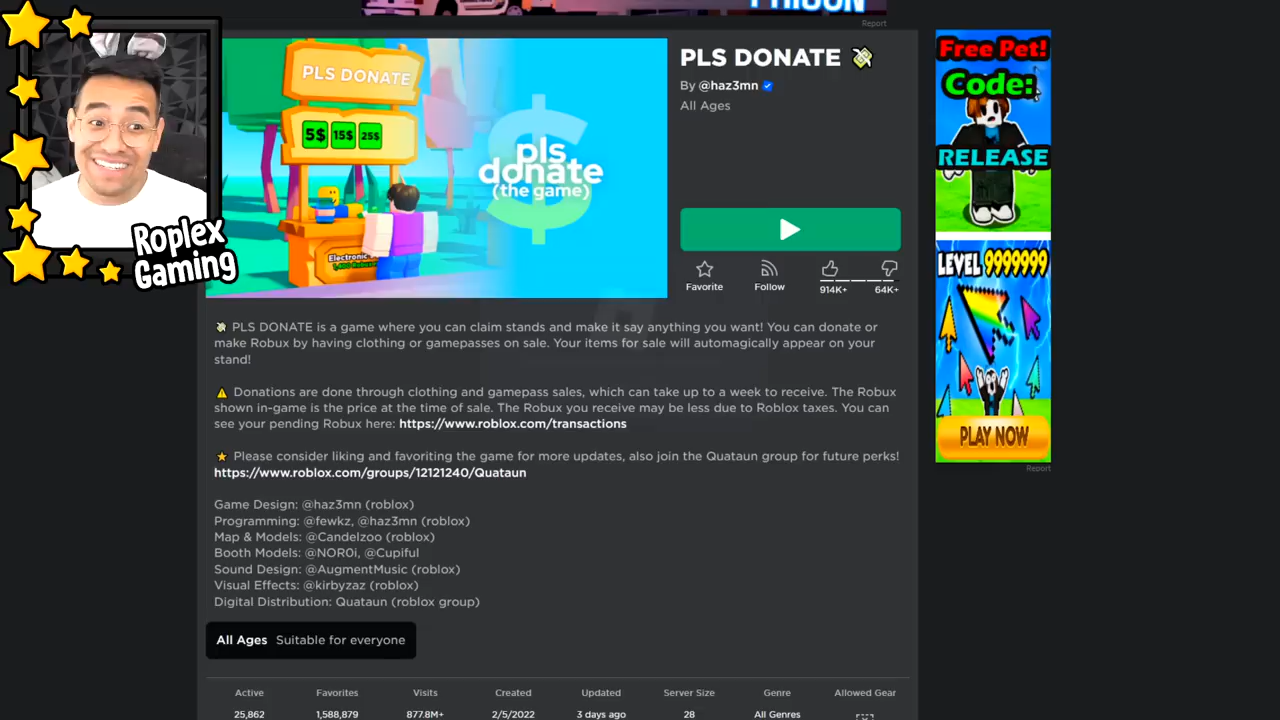 PRISON
Report
PLS DONATE
5$ 15$ 25$
pls
donate
(the game)
PLS DONATE
By @haz3mn
All Ages
Favorite
Follow
914K+
64K+
Roplex
Gaming
Free Pet!
Code:
RELEASE
LEVEL 9999999
PLAY NOW
Report
PLS DONATE is a game where you can claim stands and make it say anything you want! You can donate or
make Robux by having clothing or gamepasses on sale. Your items for sale will automagically appear on your
stand!
Donations are done through clothing and gamepass sales, which can take up to a week to receive. The Robux
shown in-game is the price at the time of sale. The Robux you receive may be less due to Roblox taxes. You can
see your pending Robux here: https://www.roblox.com/transactions
Please consider liking and favoriting the game for more updates, also join the Quataun group for future perks!
https://www.roblox.com/groups/12121240/Quataun
Game Design: @haz3mn (roblox)
Programming: @fewkz, @haz3mn (roblox)
Map & Models: @Candelzoo (roblox)
Booth Models: @NOR0i, @Cupiful
Sound Design: @AugmentMusic (roblox)
Visual Effects: @kirbyzaz (roblox)
Digital Distribution: Quataun (roblox group)
All Ages Suitable for everyone
Active Favorites Visits Created Updated Server Size Genre Allowed Gear
25,862 1,588,879 877.8M+ 2/5/2022 3 days ago 28 All Genres